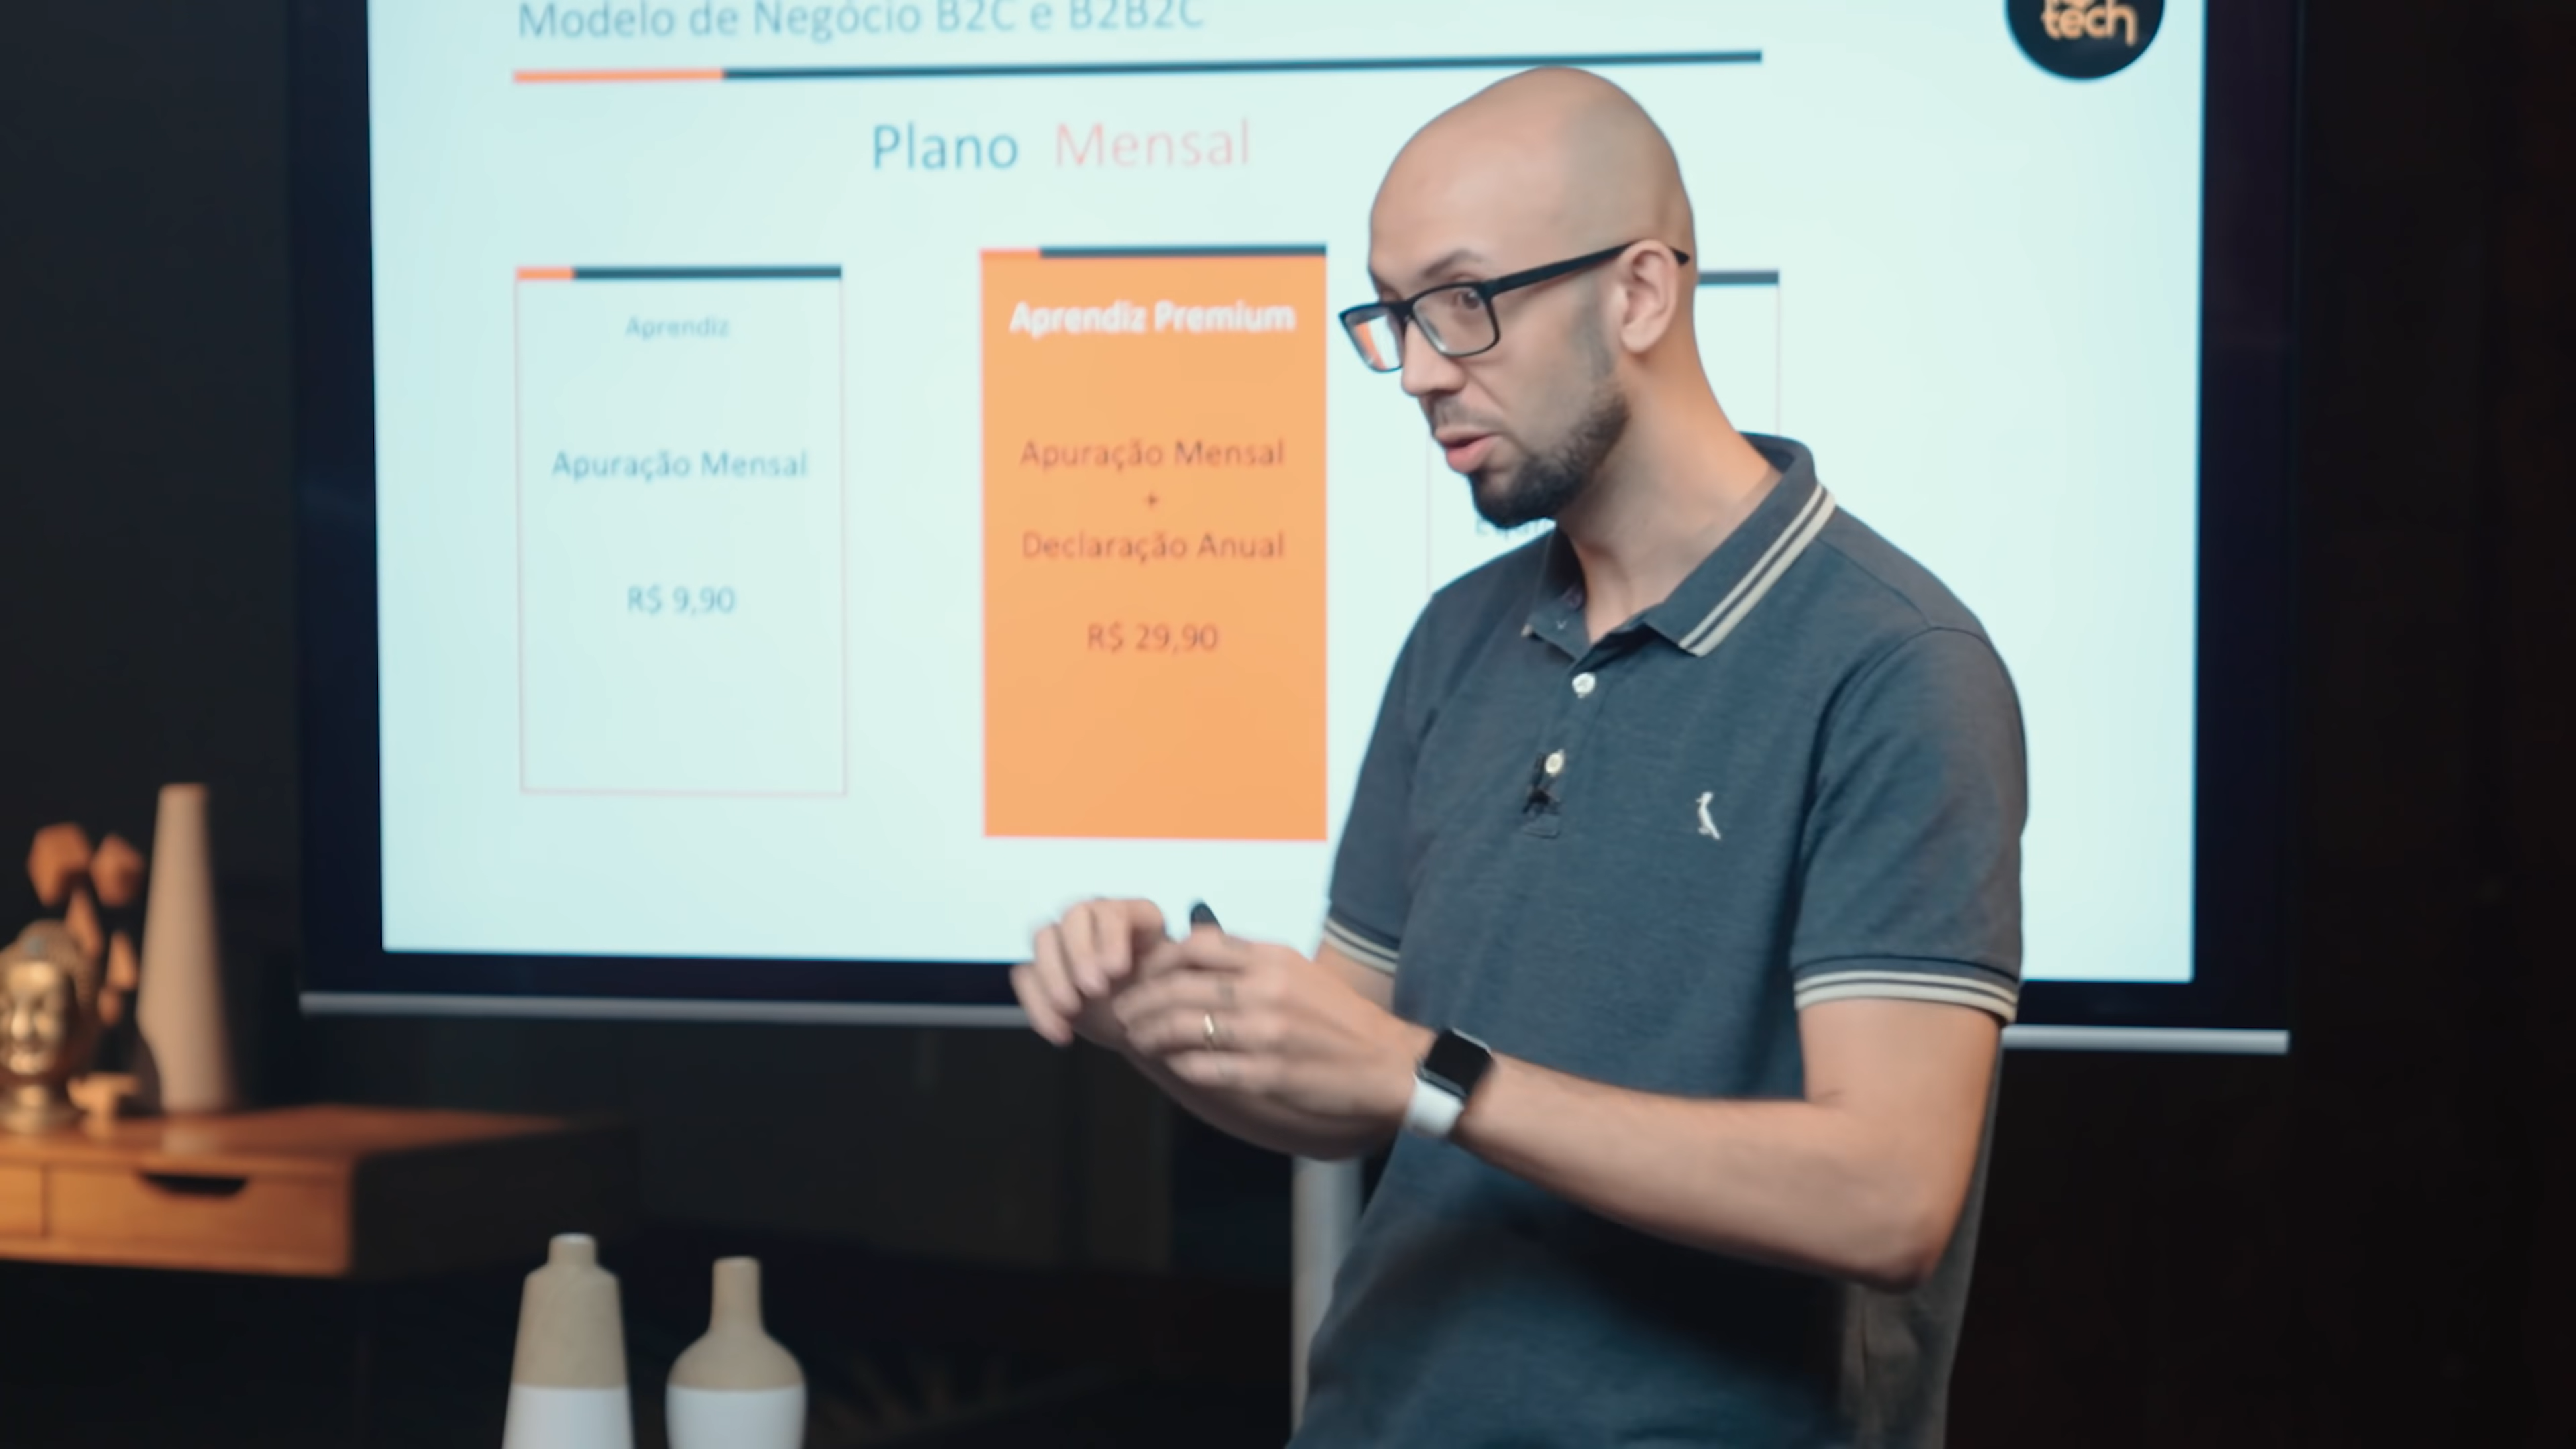 Modelo de Negócio B2C e B2B2C
tech
Plano Mensal
Aprendiz
Apuração Mensal
R$ 9,90
Aprendiz Premium
Apuração Mensal
+
Declaração Anual
R$ 29,90